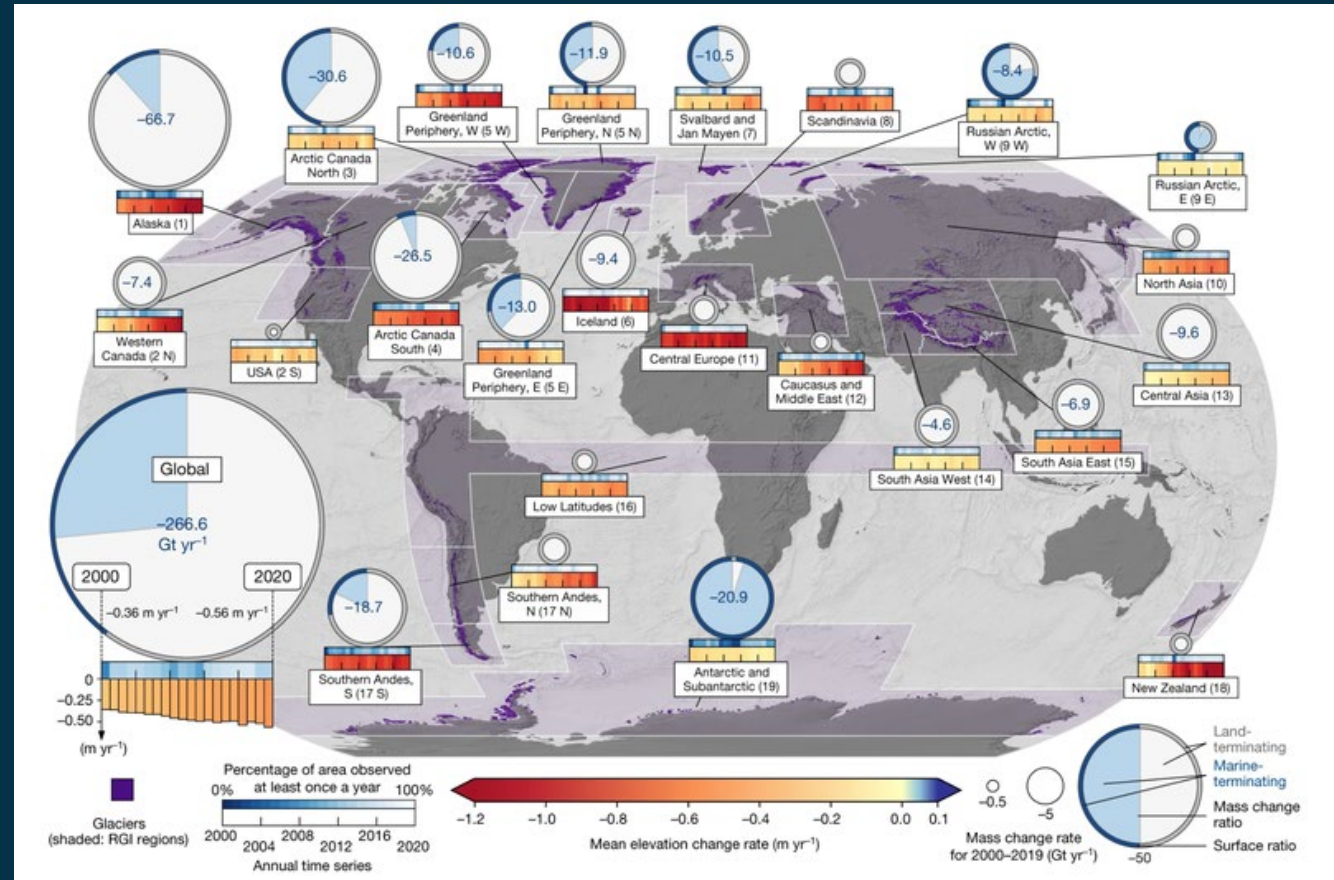 −66.7
Alaska (1)
−30.6
Arctic Canada
North (3)
−10.6
Greenland
Periphery, W (5 W)
−11.9
Greenland
Periphery, N (5 N)
−10.5
Svalbard and
Jan Mayen (7)
Scandinavia (8)
−8.4
Russian Arctic,
W (9 W)
Russian Arctic,
E (9 E)
North Asia (10)
−7.4
Western
Canada (2 N)
USA (2 S)
−26.5
Arctic Canada
South (4)
−13.0
Greenland
Periphery, E (5 E)
−9.4
Iceland (6)
Central Europe (11)
Caucasus and
Middle East (12)
−9.6
Central Asia (13)
−4.6
South Asia West (14)
−6.9
South Asia East (15)
Low Latitudes (16)
Southern Andes,
N (17 N)
−18.7
Southern Andes,
S (17 S)
−20.9
Antarctic and
Subantarctic (19)
New Zealand (18)
Global
−266.6
Gt yr⁻¹
2000
2020
−0.36 m yr⁻¹
−0.56 m yr⁻¹
0
−0.25
−0.50
(m yr⁻¹)
Glaciers
(shaded: RGI regions)
Percentage of area observed
0% at least once a year 100%
2000 2008 2016
2004 2012 2020
Annual time series
−1.2 −1.0 −0.8 −0.6 −0.4 −0.2 0.0 0.1
Mean elevation change rate (m yr⁻¹)
−0.5
−5
−50
Mass change rate
for 2000–2019 (Gt yr⁻¹)
Land-
terminating
Marine-
terminating
Mass change
ratio
Surface ratio